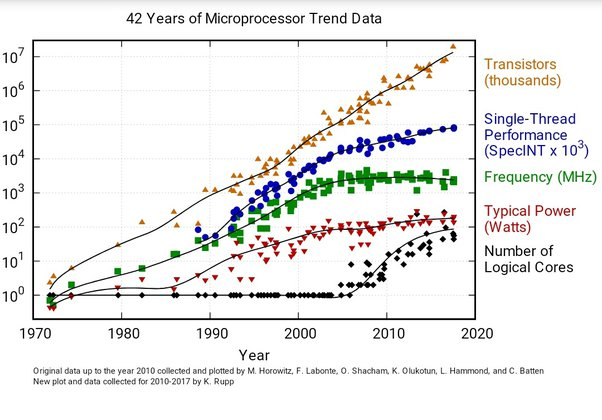 42 Years of Microprocessor Trend Data
10^7
10^6
10^5
10^4
10^3
10^2
10^1
10^0
Transistors
(thousands)
Single-Thread
Performance
(SpecINT x 10^3)
Frequency (MHz)
Typical Power
(Watts)
Number of
Logical Cores
1970 1980 1990 2000 2010 2020
Year
Original data up to the year 2010 collected and plotted by M. Horowitz, F. Labonte, O. Shacham, K. Olukotun, L. Hammond, and C. Batten
New plot and data collected for 2010-2017 by K. Rupp